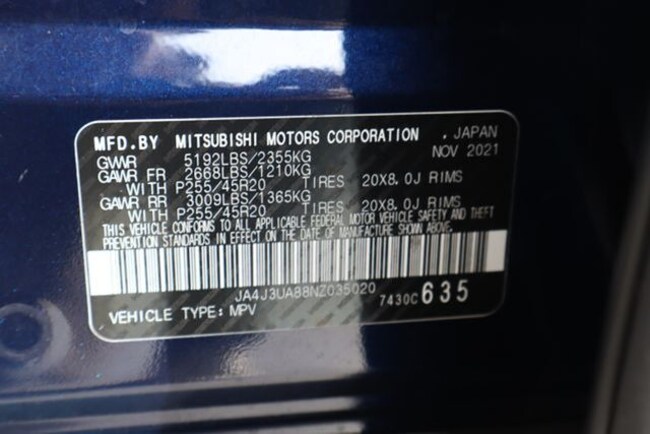 MFD.BY MITSUBISHI MOTORS CORPORATION , JAPAN
GVWR 5192LBS/2355KG NOV 2021
GAWR FR 2668LBS/1210KG
WITH P255/45R20 TIRES 20X8.0J RIMS
GAWR RR 3009LBS/1365KG
WITH P255/45R20 TIRES 20X8.0J RIMS
THIS VEHICLE CONFORMS TO ALL APPLICABLE FEDERAL MOTOR VEHICLE SAFETY AND THEFT
PREVENTION STANDARDS IN EFFECT ON THE DATE OF MANUFACTURE SHOWN ABOVE.
JA4J3UA88NZ035020
7430C 635
VEHICLE TYPE: MPV